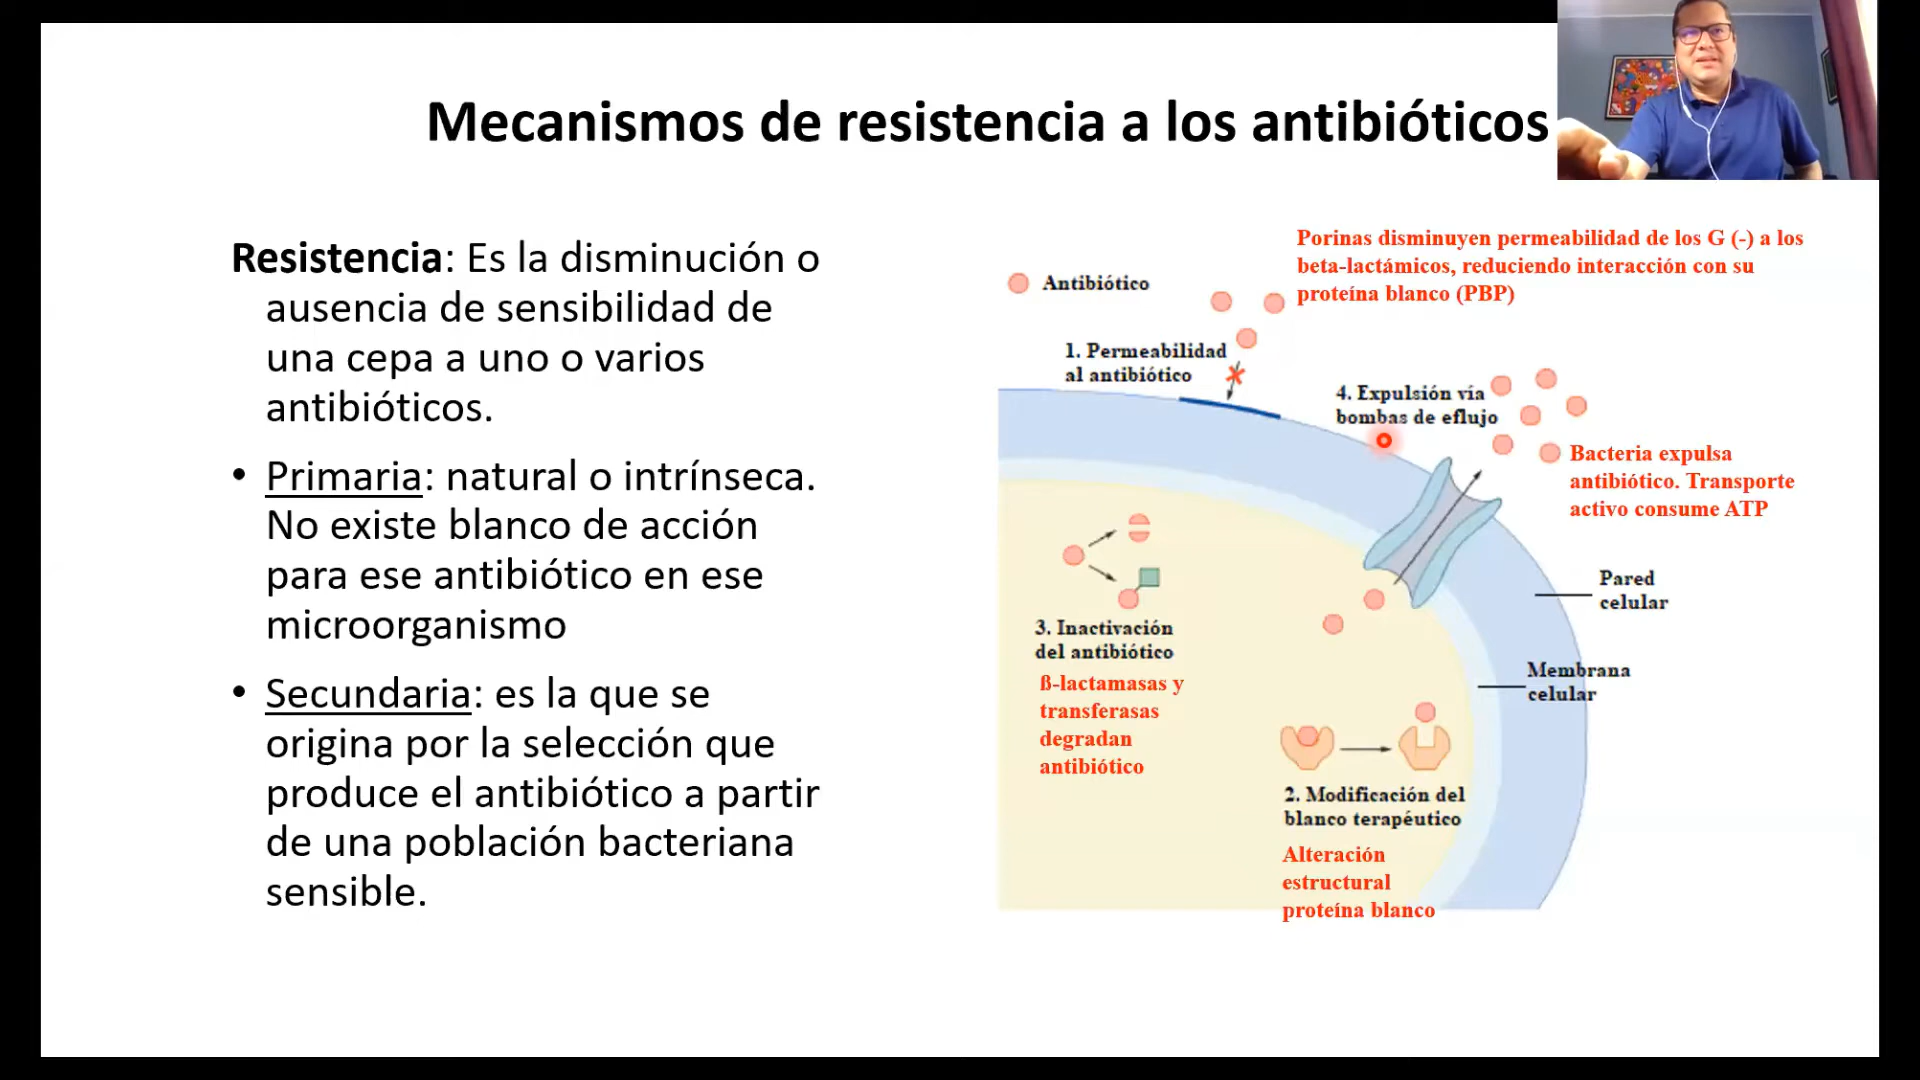 Mecanismos de resistencia a los antibióticos
Resistencia: Es la disminución o
ausencia de sensibilidad de
una cepa a uno o varios
antibióticos.
• Primaria: natural o intrínseca.
No existe blanco de acción
para ese antibiótico en ese
microorganismo
• Secundaria: es la que se
origina por la selección que
produce el antibiótico a partir
de una población bacteriana
sensible.
Porinas disminuyen permeabilidad de los G (-) a los
beta-lactámicos, reduciendo interacción con su
proteína blanco (PBP)
Antibiótico
1. Permeabilidad
al antibiótico
4. Expulsión vía
bombas de eflujo
Bacteria expulsa
antibiótico. Transporte
activo consume ATP
Pared
celular
3. Inactivación
del antibiótico
ß-lactamasas y
transferasas
degradan
antibiótico
Membrana
celular
2. Modificación del
blanco terapéutico
Alteración
estructural
proteína blanco